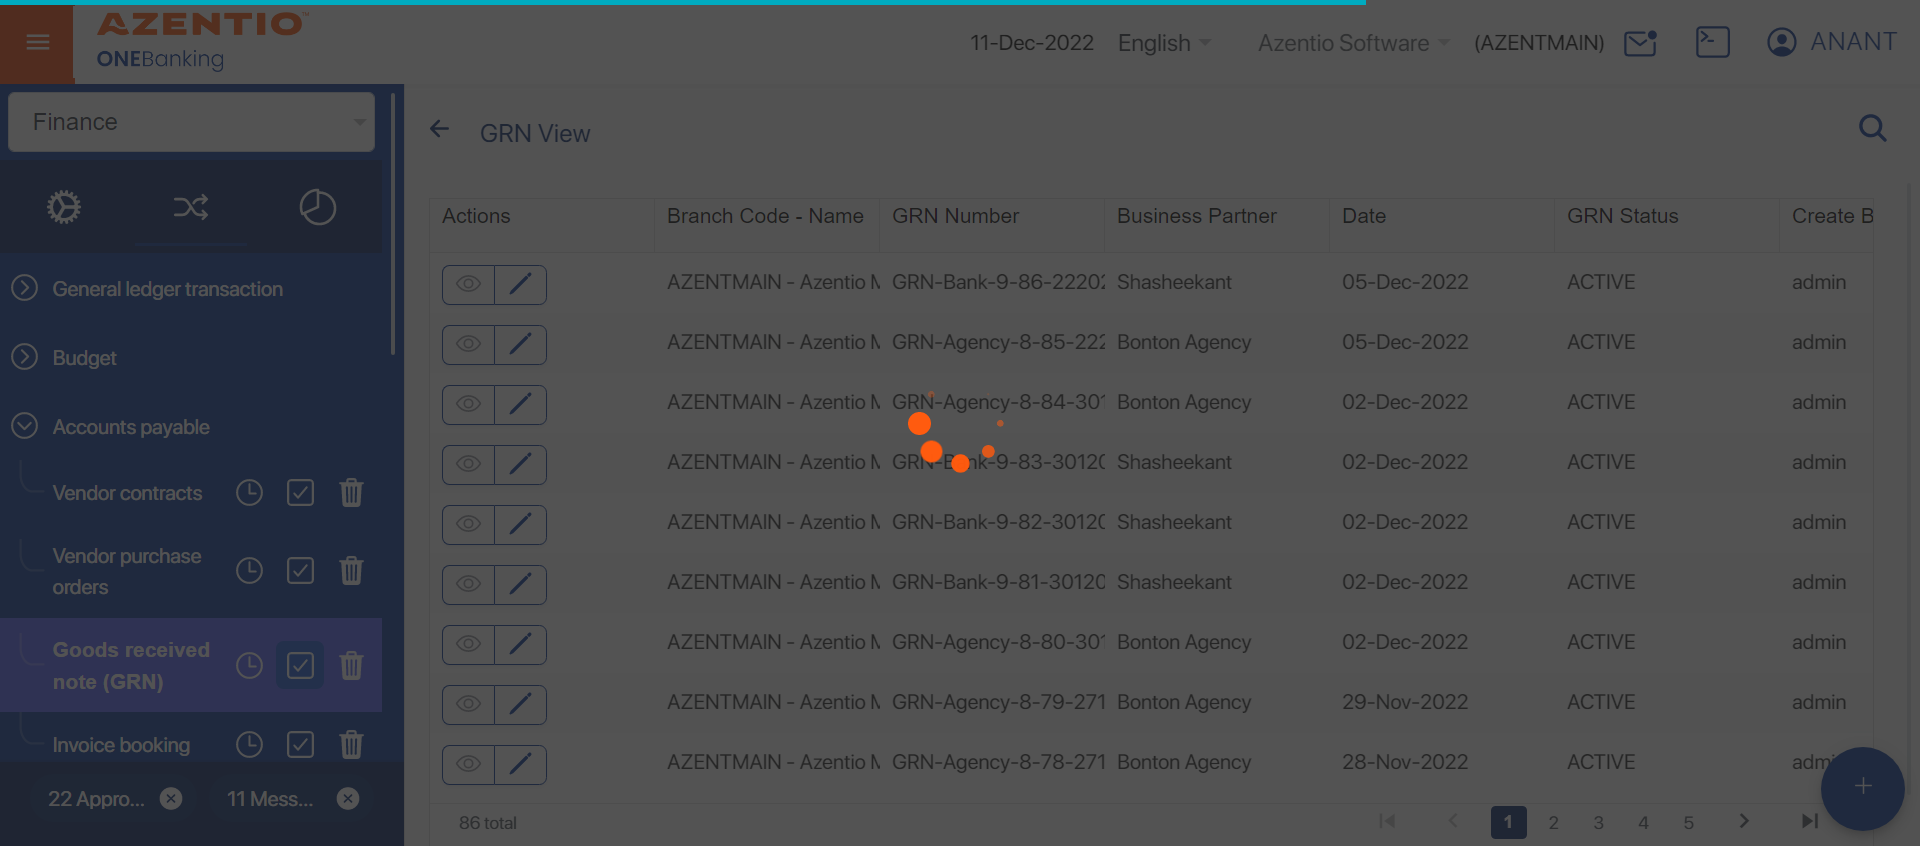 AZENTIO
ONEBanking
11-Dec-2022 English Azentio Software (AZENTMAIN) ANANT
Finance
General ledger transaction
Budget
Accounts payable
Vendor contracts
Vendor purchase
orders
Goods received
note (GRN)
Invoice booking
22 Appro...
11 Mess...
GRN View
Actions Branch Code - Name GRN Number Business Partner Date GRN Status Create B
AZENTMAIN - Azentio M GRN-Bank-9-86-22202 Shasheekant 05-Dec-2022 ACTIVE admin
AZENTMAIN - Azentio M GRN-Agency-8-85-222 Bonton Agency 05-Dec-2022 ACTIVE admin
AZENTMAIN - Azentio M GRN-Agency-8-84-301 Bonton Agency 02-Dec-2022 ACTIVE admin
AZENTMAIN - Azentio M GRN-Bank-9-83-30120 Shasheekant 02-Dec-2022 ACTIVE admin
AZENTMAIN - Azentio M GRN-Bank-9-82-30120 Shasheekant 02-Dec-2022 ACTIVE admin
AZENTMAIN - Azentio M GRN-Bank-9-81-30120 Shasheekant 02-Dec-2022 ACTIVE admin
AZENTMAIN - Azentio M GRN-Agency-8-80-301 Bonton Agency 02-Dec-2022 ACTIVE admin
AZENTMAIN - Azentio M GRN-Agency-8-79-271 Bonton Agency 29-Nov-2022 ACTIVE admin
AZENTMAIN - Azentio M GRN-Agency-8-78-271 Bonton Agency 28-Nov-2022 ACTIVE adm
86 total 1 2 3 4 5